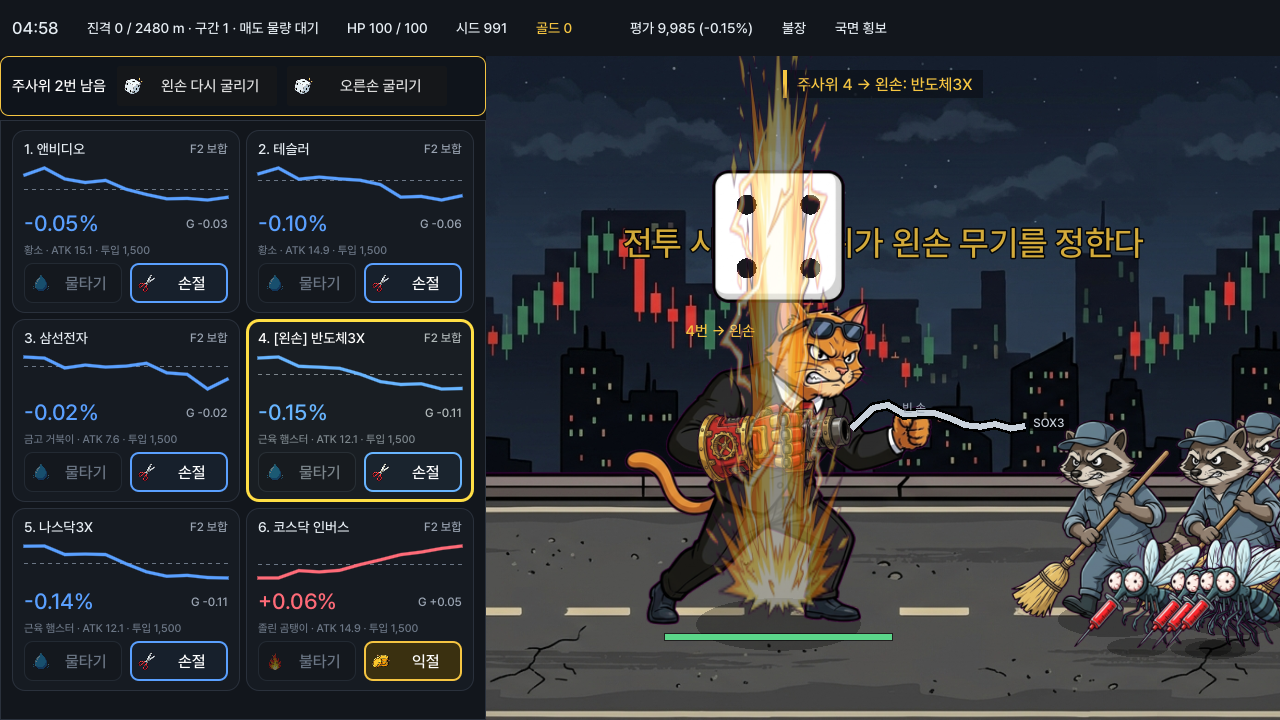 04:58
진격 0 / 2480 m · 구간 1 · 매도 물량 대기
HP 100 / 100
시드 991
골드 0
평가 9,985 (-0.15%)
불장
국면 횡보
주사위 2번 남음
왼손 다시 굴리기
오른손 굴리기
1. 앤비디오
F2 보합
-0.05%
G -0.03
황소 · ATK 15.1 · 투입 1,500
물타기
손절
2. 테슬러
F2 보합
-0.10%
G -0.06
황소 · ATK 14.8 · 투입 1,500
물타기
손절
3. 삼선전자
F2 보합
-0.02%
G -0.02
금고 거북이 · ATK 7.6 · 투입 1,500
물타기
손절
4. [왼손] 반도체3X
F2 보합
-0.15%
G -0.11
근육 햄스터 · ATK 12.1 · 투입 1,500
물타기
손절
5. 나스닥3X
F2 보합
-0.14%
G -0.11
근육 햄스터 · ATK 12.1 · 투입 1,500
물타기
손절
6. 코스닥 인버스
F2 보합
+0.06%
G +0.05
졸린 곰탱이 · ATK 14.9 · 투입 1,500
불타기
익절
주사위 4 → 왼손: 반도체3X
전투 왼손 무기를 정한다
4번 → 왼손
SOX3